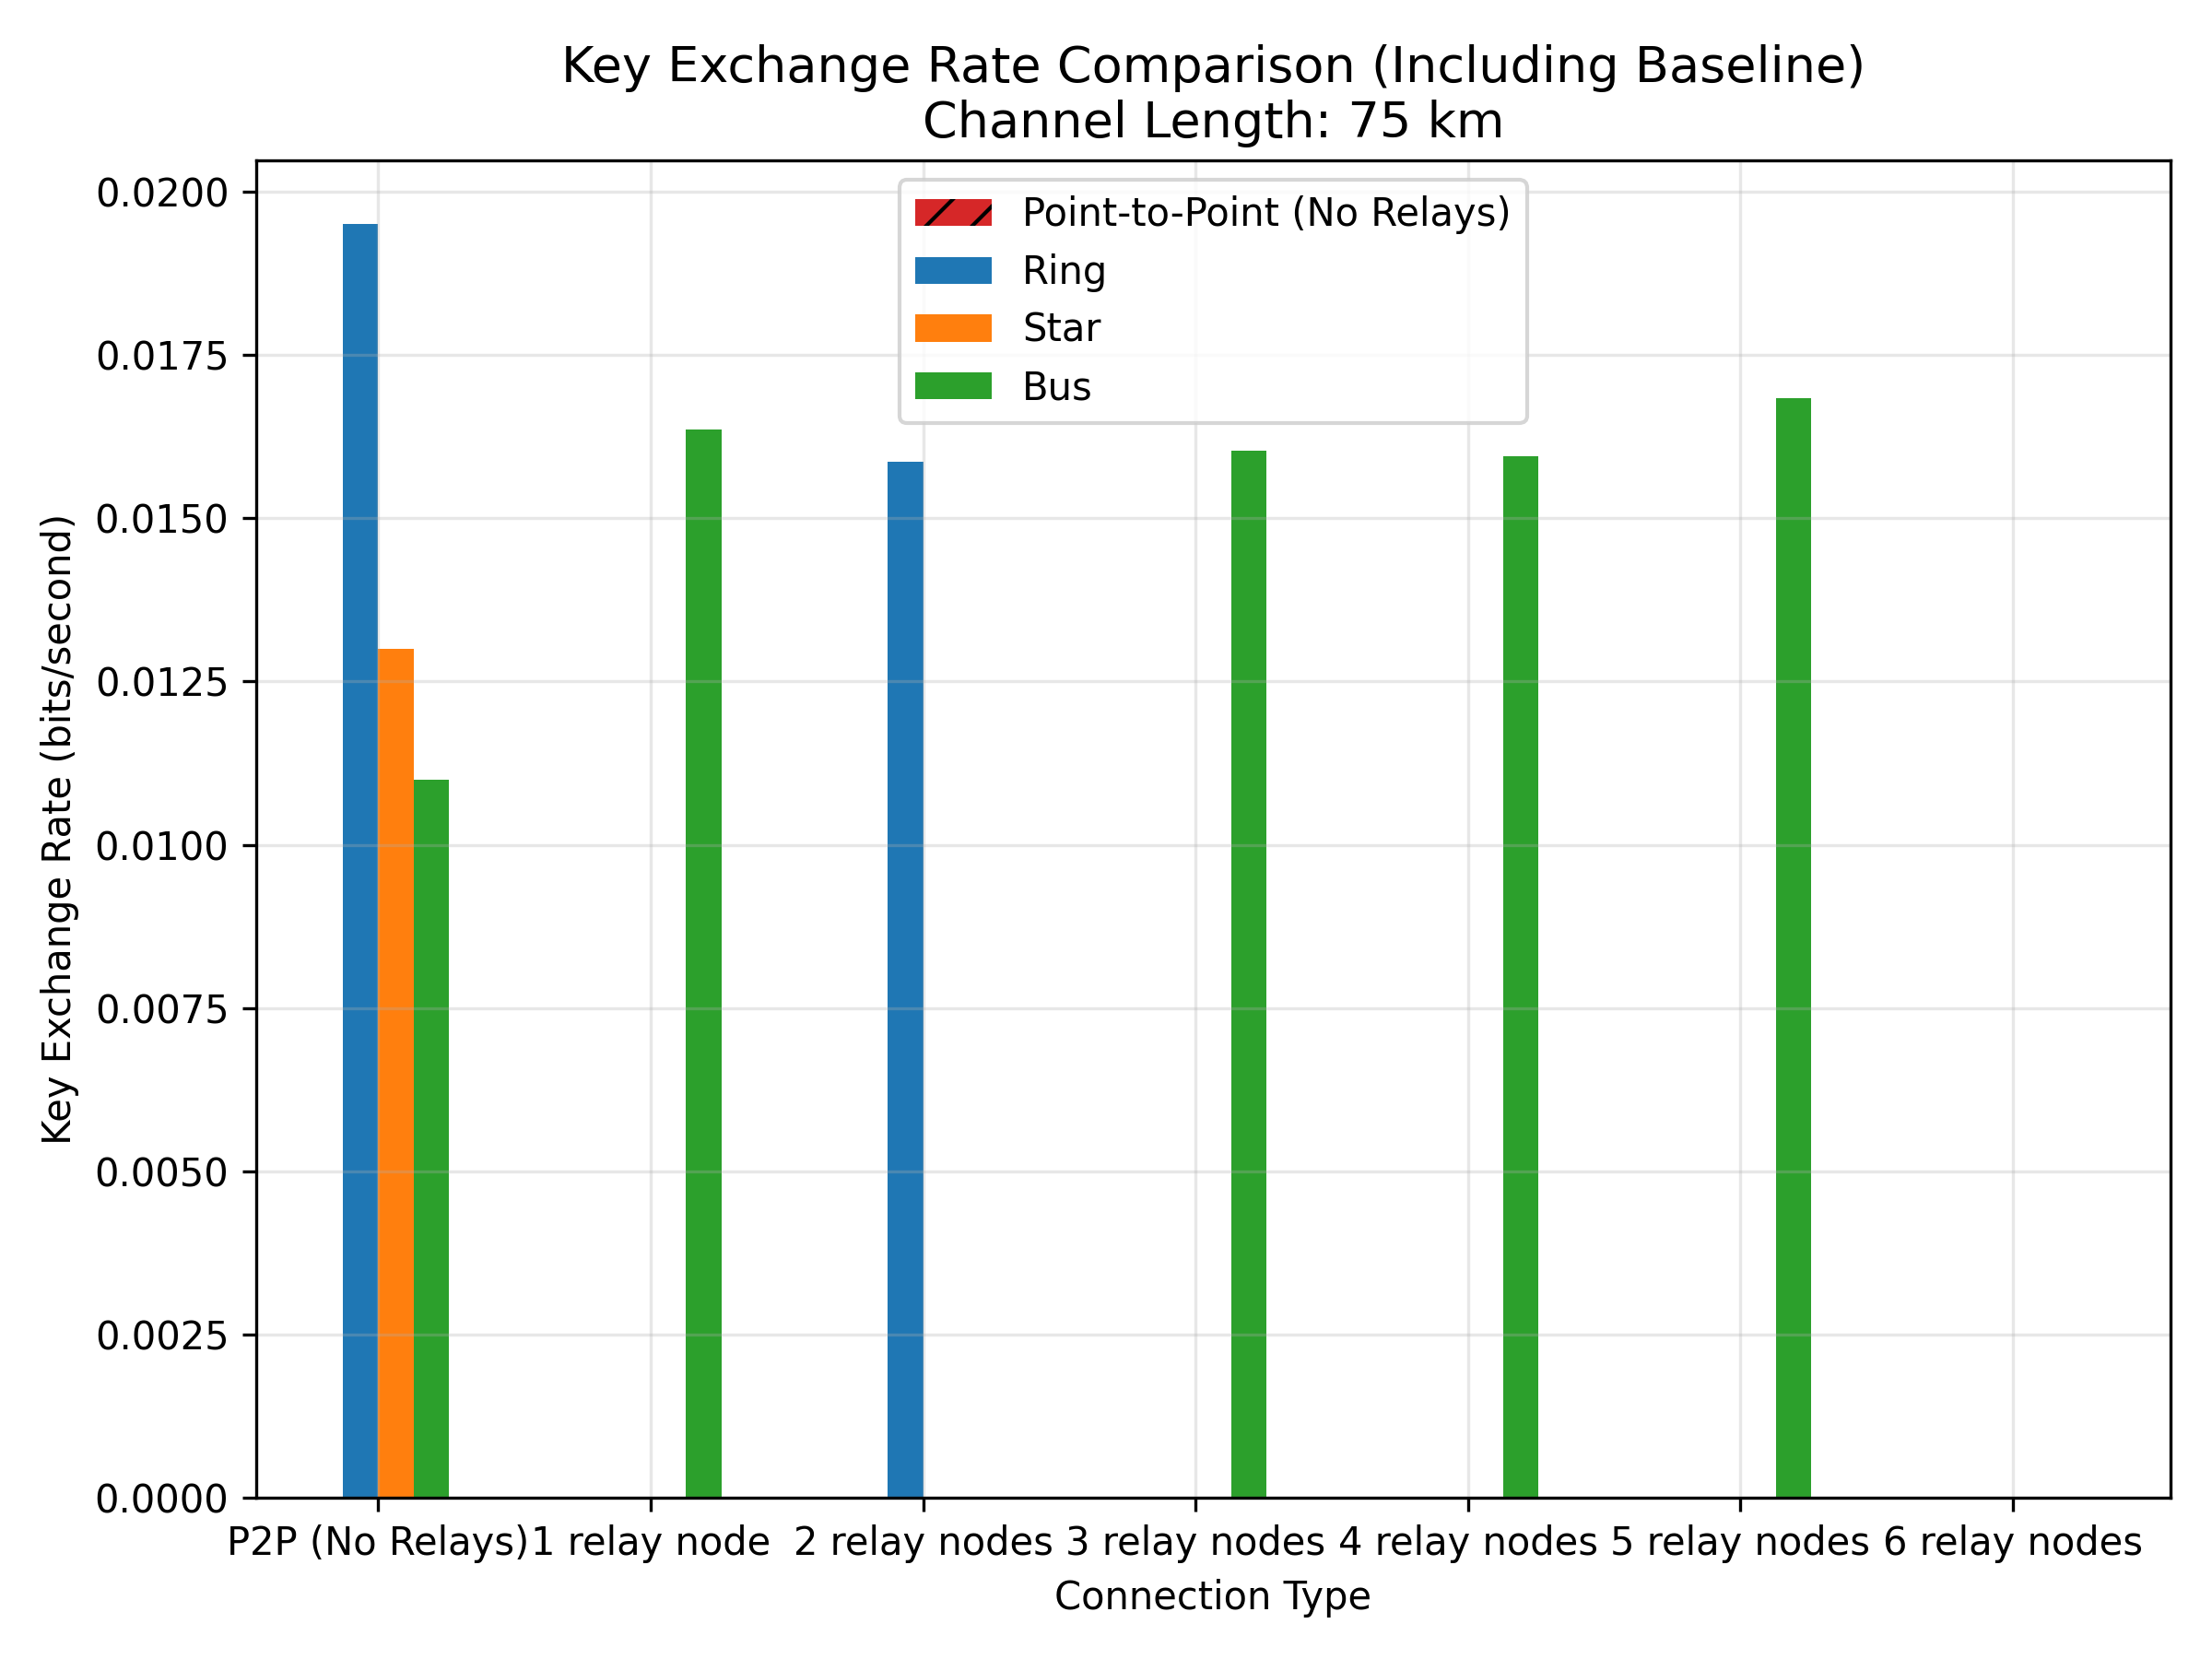 Key Exchange Rate Comparison (Including Baseline)
Channel Length: 75 km
Point-to-Point (No Relays)
Ring
Star
Bus
Key Exchange Rate (bits/second)
0.0200
0.0175
0.0150
0.0125
0.0100
0.0075
0.0050
0.0025
0.0000
P2P (No Relays) 1 relay node 2 relay nodes 3 relay nodes 4 relay nodes 5 relay nodes 6 relay nodes
Connection Type